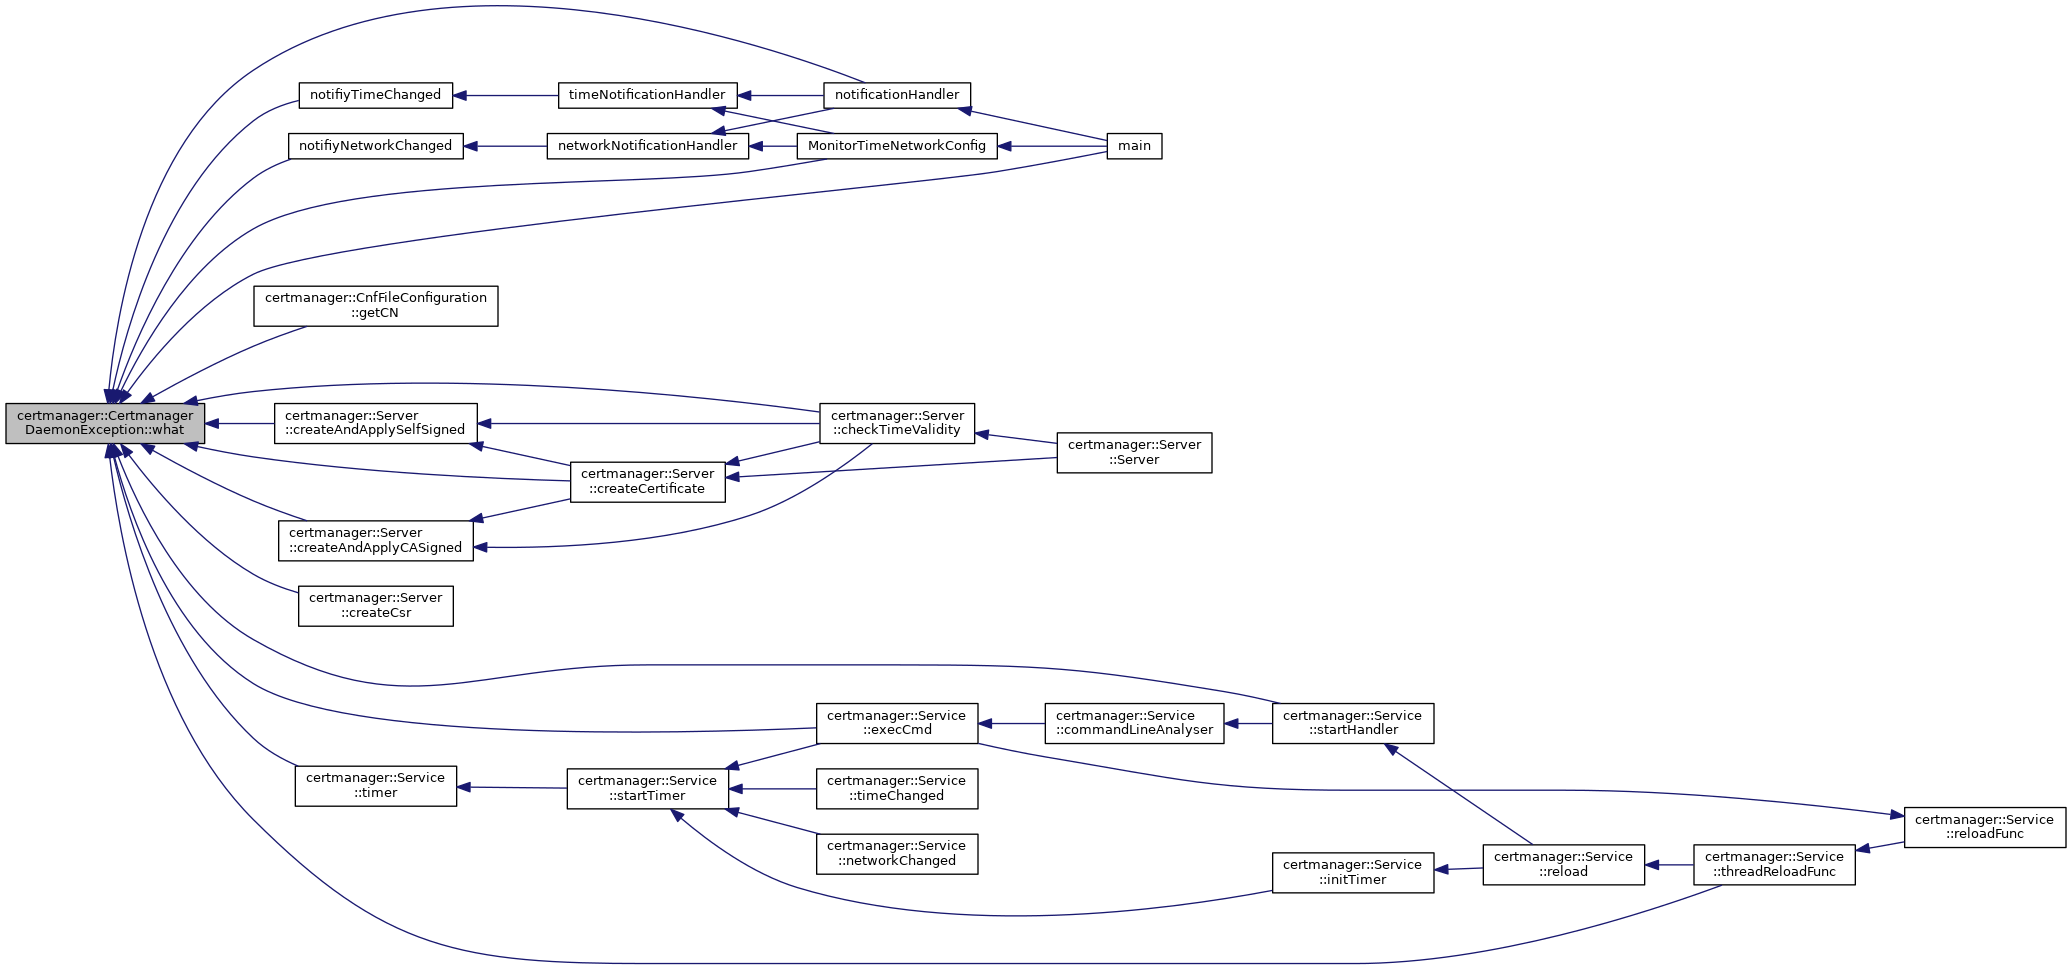 notifiyTimeChanged
timeNotificationHandler
notificationHandler
notifiyNetworkChanged
networkNotificationHandler
MonitorTimeNetworkConfig
main
certmanager::CnfFileConfiguration
::getCN
certmanager::Certmanager
DaemonException::what
certmanager::Server
::createAndApplySelfSigned
certmanager::Server
::checkTimeValidity
certmanager::Server
::Server
certmanager::Server
::createCertificate
certmanager::Server
::createAndApplyCASigned
certmanager::Server
::createCsr
certmanager::Service
::execCmd
certmanager::Service
::commandLineAnalyser
certmanager::Service
::startHandler
certmanager::Service
::timer
certmanager::Service
::startTimer
certmanager::Service
::timeChanged
certmanager::Service
::networkChanged
certmanager::Service
::initTimer
certmanager::Service
::reload
certmanager::Service
::threadReloadFunc
certmanager::Service
::reloadFunc